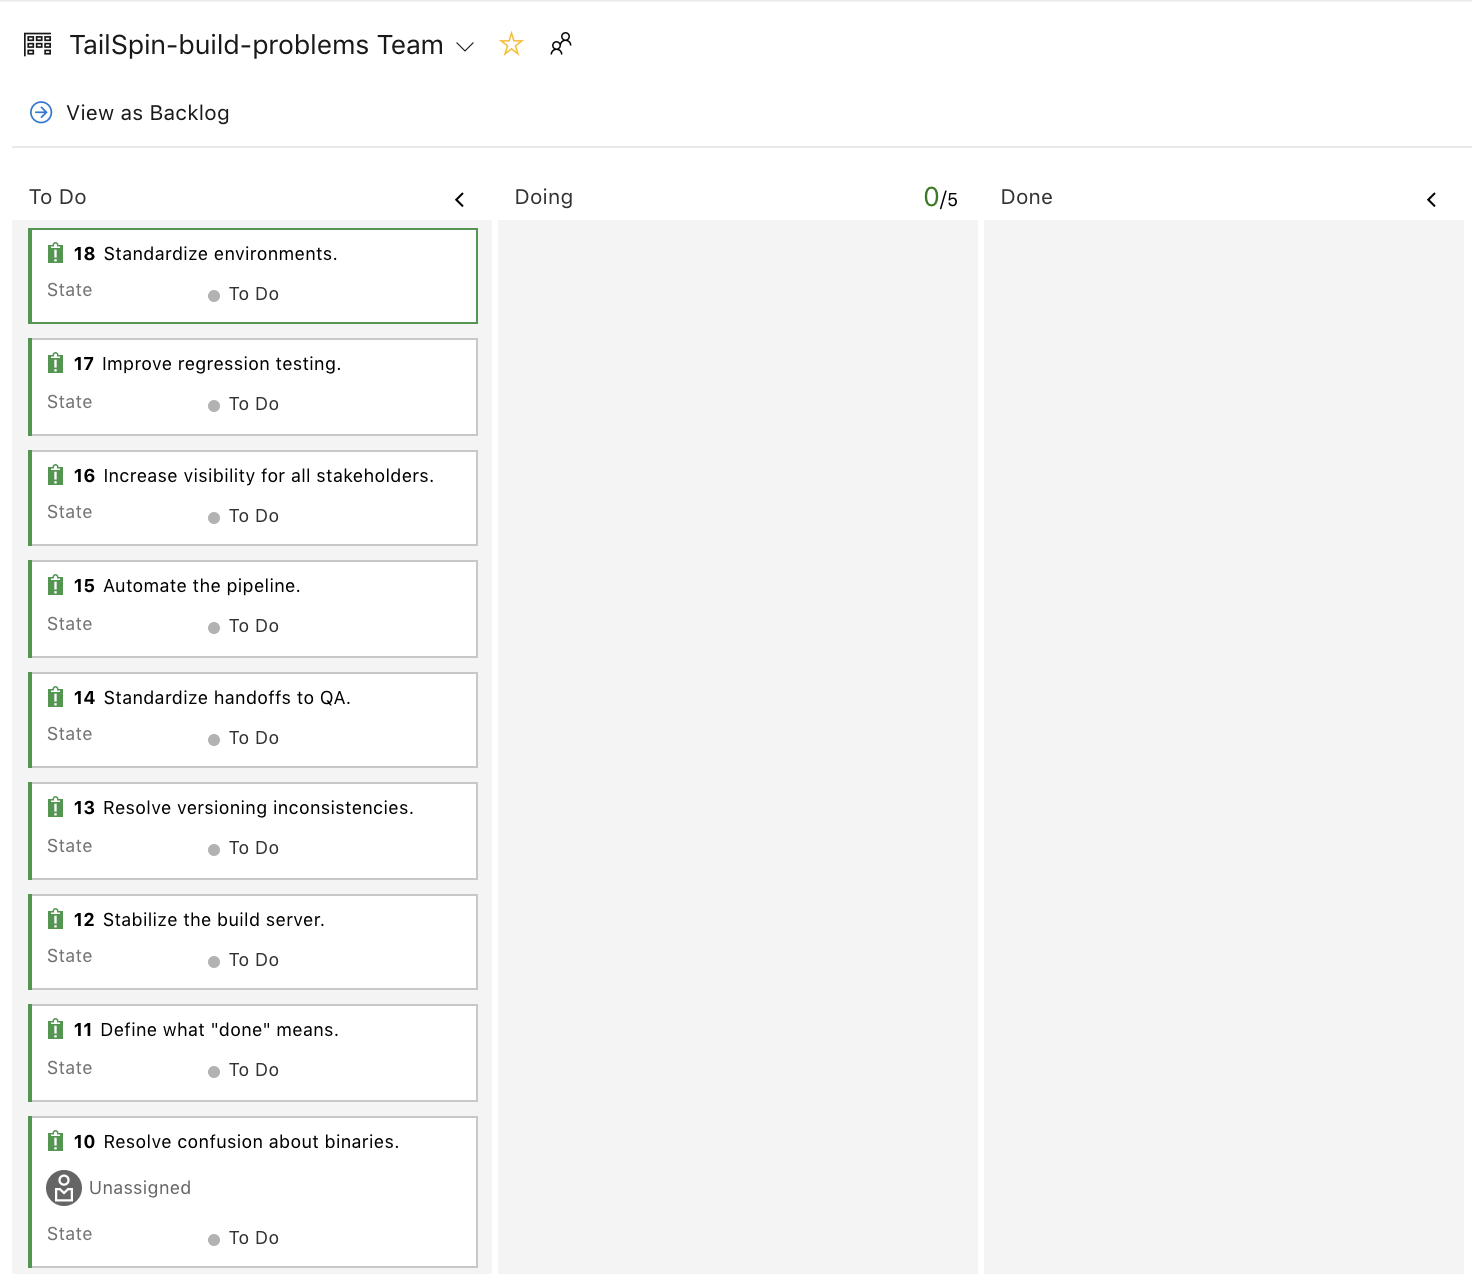 TailSpin-build-problems Team
View as Backlog
To Do
18 Standardize environments.
State To Do
17 Improve regression testing.
State To Do
16 Increase visibility for all stakeholders.
State To Do
15 Automate the pipeline.
State To Do
14 Standardize handoffs to QA.
State To Do
13 Resolve versioning inconsistencies.
State To Do
12 Stabilize the build server.
State To Do
11 Define what "done" means.
State To Do
10 Resolve confusion about binaries.
Unassigned
State To Do
Doing 0/5
Done